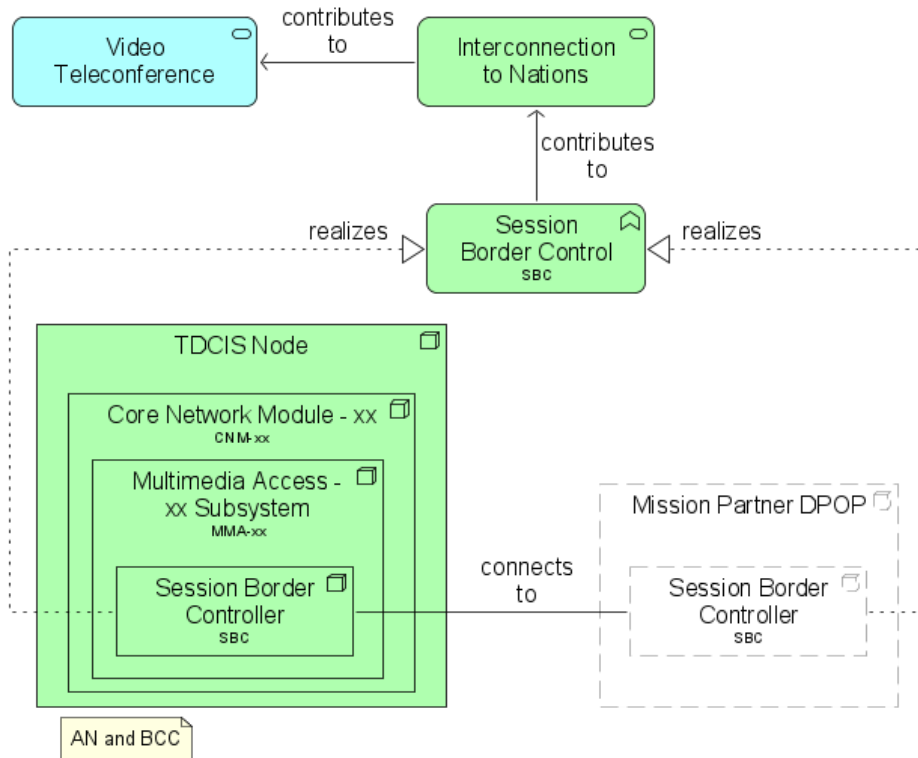 contributes
to
Video
Teleconference
Interconnection
to Nations
contributes
to
realizes
Session
Border Control
SBC
realizes
TDCIS Node
Core Network Module - xx
CNM-xx
Multimedia Access -
xx Subsystem
MMA-xx
Mission Partner DPOP
connects
to
Session Border
Controller
SBC
Session Border
Controller
SBC
AN and BCC